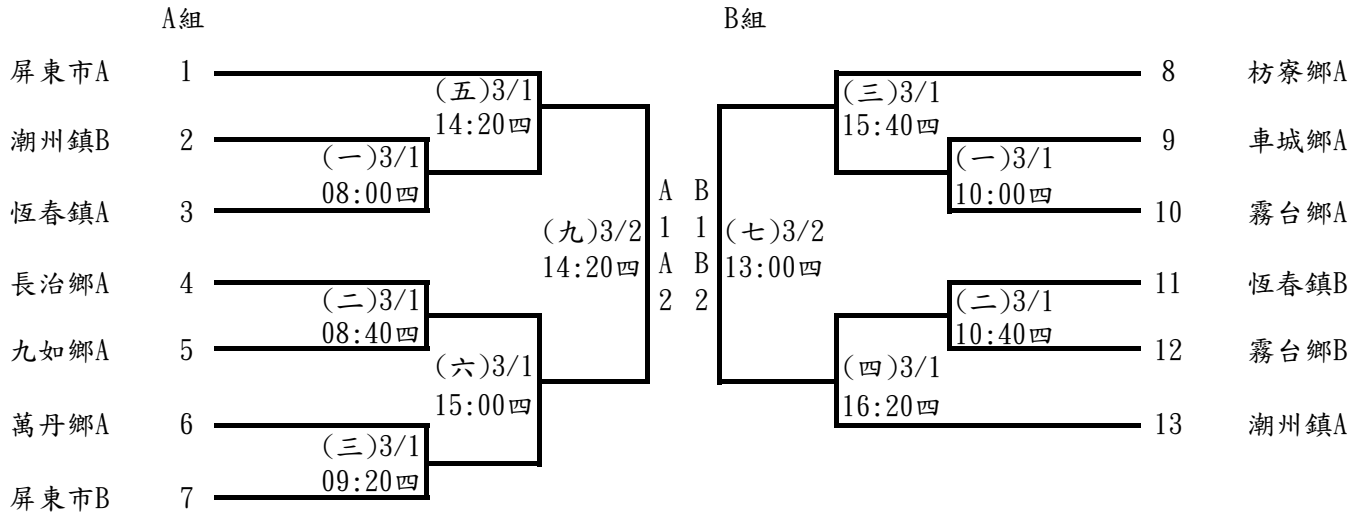 A組 B組
屏東市A 1 8 枋寮鄉A
(五)3/1 (三)3/1
14:20四 15:40四
潮州鎮B 2 9 車城鄉A
(一)3/1 (一)3/1
08:00四 10:00四
恆春鎮A 3 10 霧台鄉A
A1A2 B1B2
(九)3/2 (七)3/2
14:20四 13:00四
長治鄉A 4 11 恆春鎮B
(二)3/1 (二)3/1
08:40四 10:40四
九如鄉A 5 12 霧台鄉B
(六)3/1 (四)3/1
15:00四 16:20四
萬丹鄉A 6 13 潮州鎮A
(三)3/1
09:20四
屏東市B 7